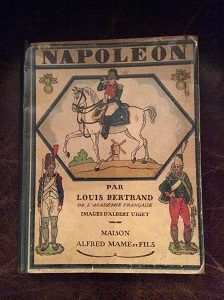 NAPOLEON
PAR
LOUIS BERTRAND
DE L'ACADÉMIE FRANÇAISE
IMAGES D'ALBERT URIET
MAISON
ALFRED MAME ET FILS